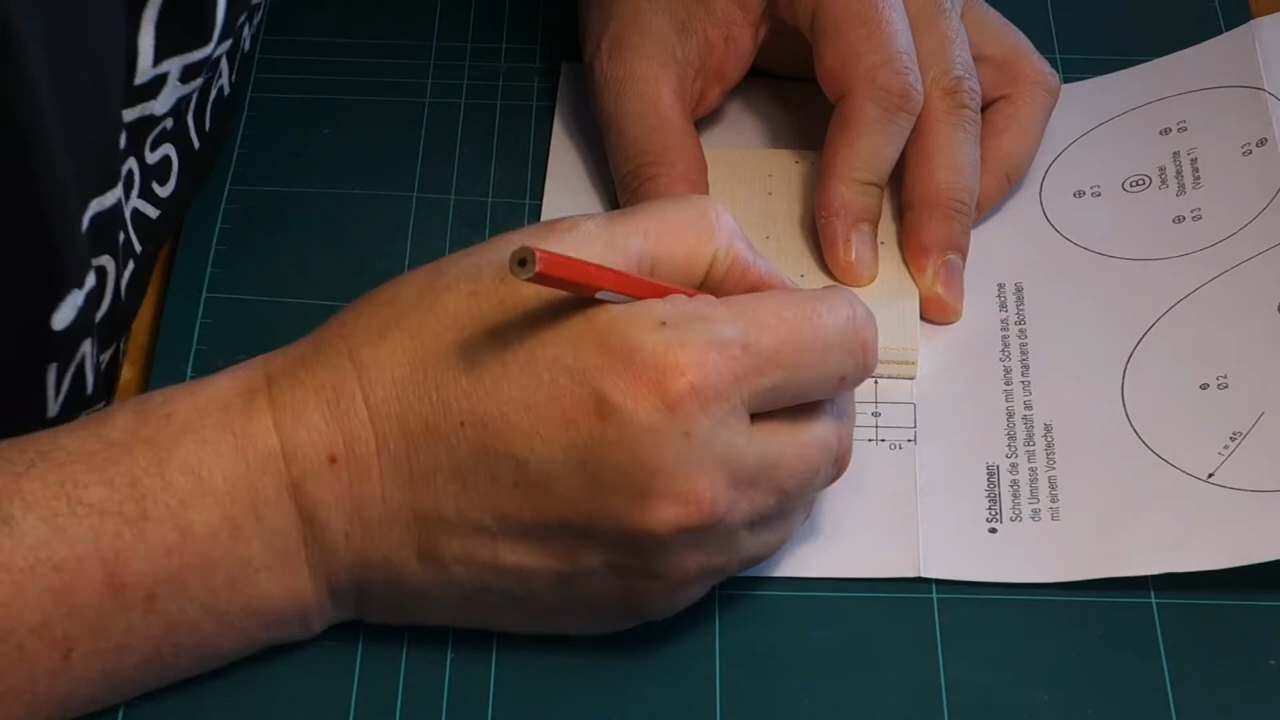 Ø 3
Ø 3
B
Deckel
Standleuchte
(Variante 1)
Ø 3
Ø 3
Ø 2
r = 45
10
Schablonen:
Schneide die Schablonen mit einer Schere aus, zeichne
die Umrisse mit Bleistift an und markiere die Bohrstellen
mit einem Vorstecher.